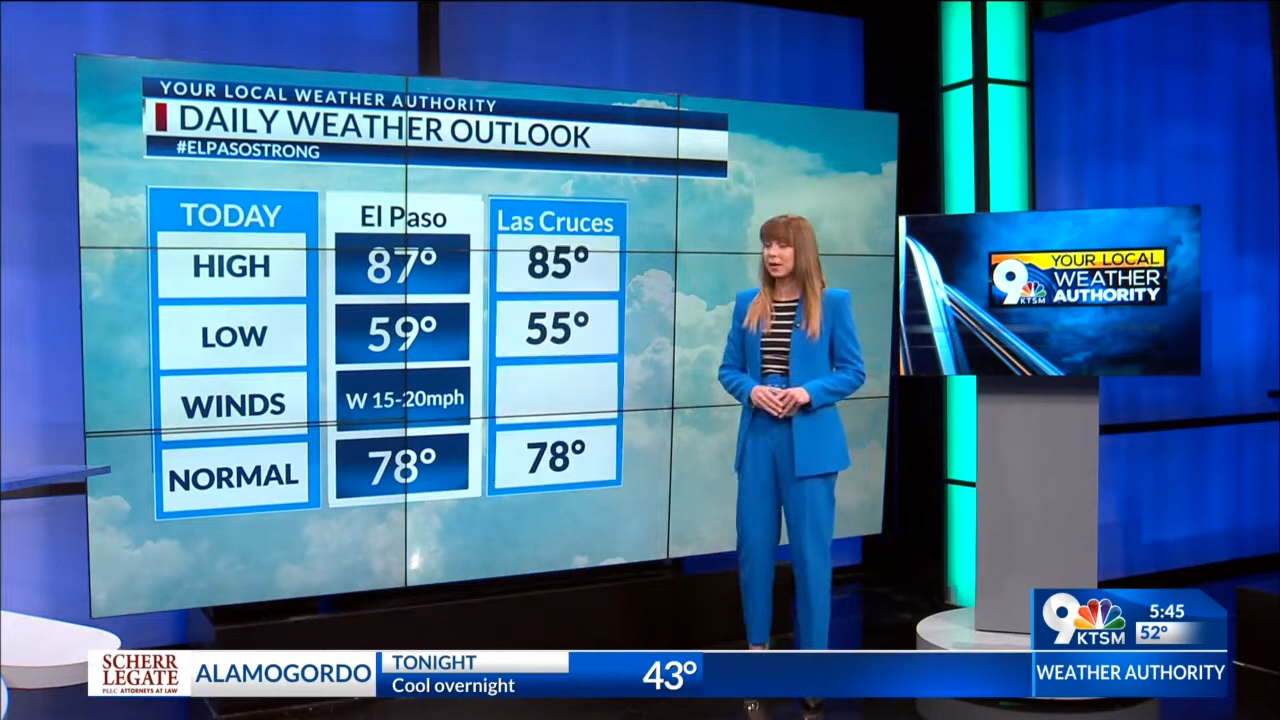 YOUR LOCAL WEATHER AUTHORITY
DAILY WEATHER OUTLOOK
#ELPASOSTRONG
TODAY El Paso Las Cruces
HIGH 87° 85°
LOW 59° 55°
WINDS W 15-20mph
NORMAL 78° 78°
9 KTSM YOUR LOCAL
WEATHER
AUTHORITY
9 KTSM 5:45
52°
WEATHER AUTHORITY
SCHERR
LEGATE
PLLC ATTORNEYS AT LAW
ALAMOGORDO
TONIGHT
Cool overnight
43°